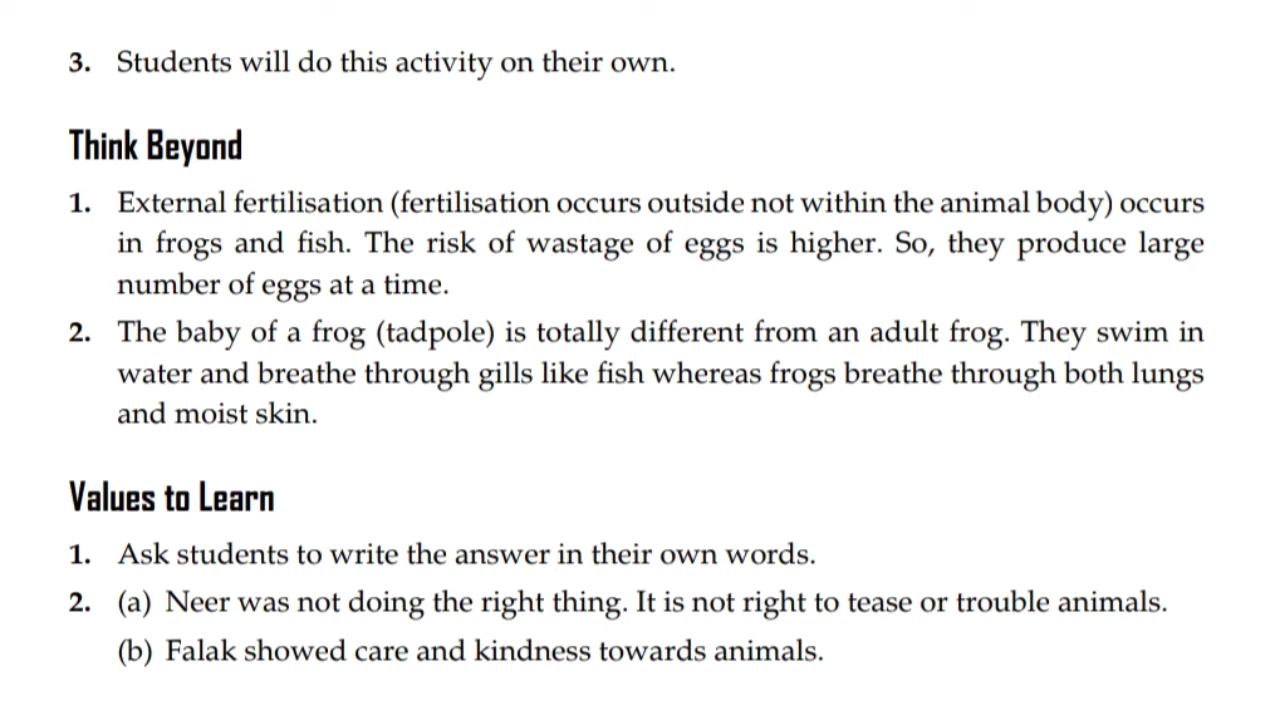 3. Students will do this activity on their own.
Think Beyond
1. External fertilisation (fertilisation occurs outside not within the animal body) occurs
in frogs and fish. The risk of wastage of eggs is higher. So, they produce large
number of eggs at a time.
2. The baby of a frog (tadpole) is totally different from an adult frog. They swim in
water and breathe through gills like fish whereas frogs breathe through both lungs
and moist skin.
Values to Learn
1. Ask students to write the answer in their own words.
2. (a) Neer was not doing the right thing. It is not right to tease or trouble animals.
(b) Falak showed care and kindness towards animals.